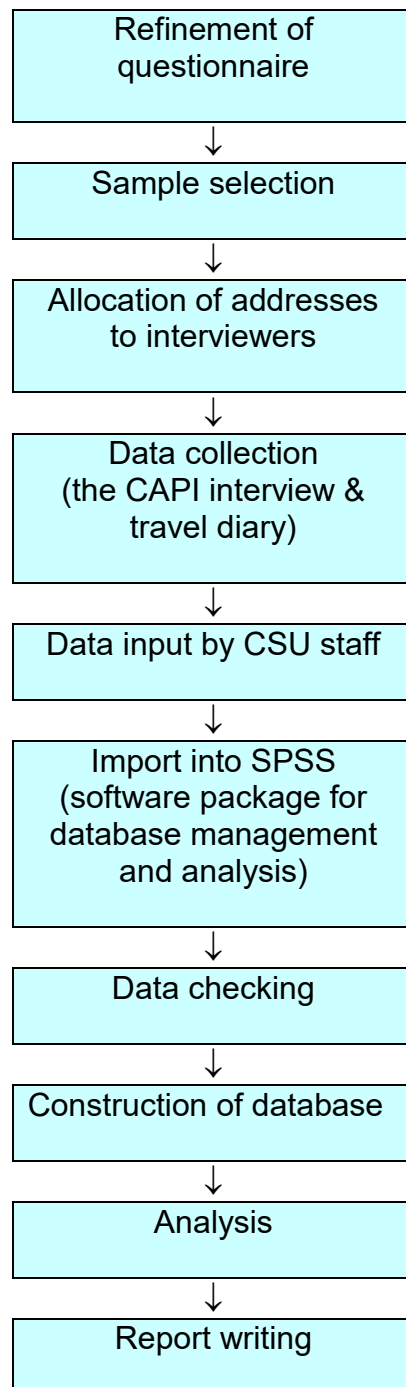 Refinement of
questionnaire
↓
Sample selection
↓
Allocation of addresses
to interviewers
↓
Data collection
(the CAPI interview &
travel diary)
↓
Data input by CSU staff
↓
Import into SPSS
(software package for
database management
and analysis)
↓
Data checking
↓
Construction of database
↓
Analysis
↓
Report writing